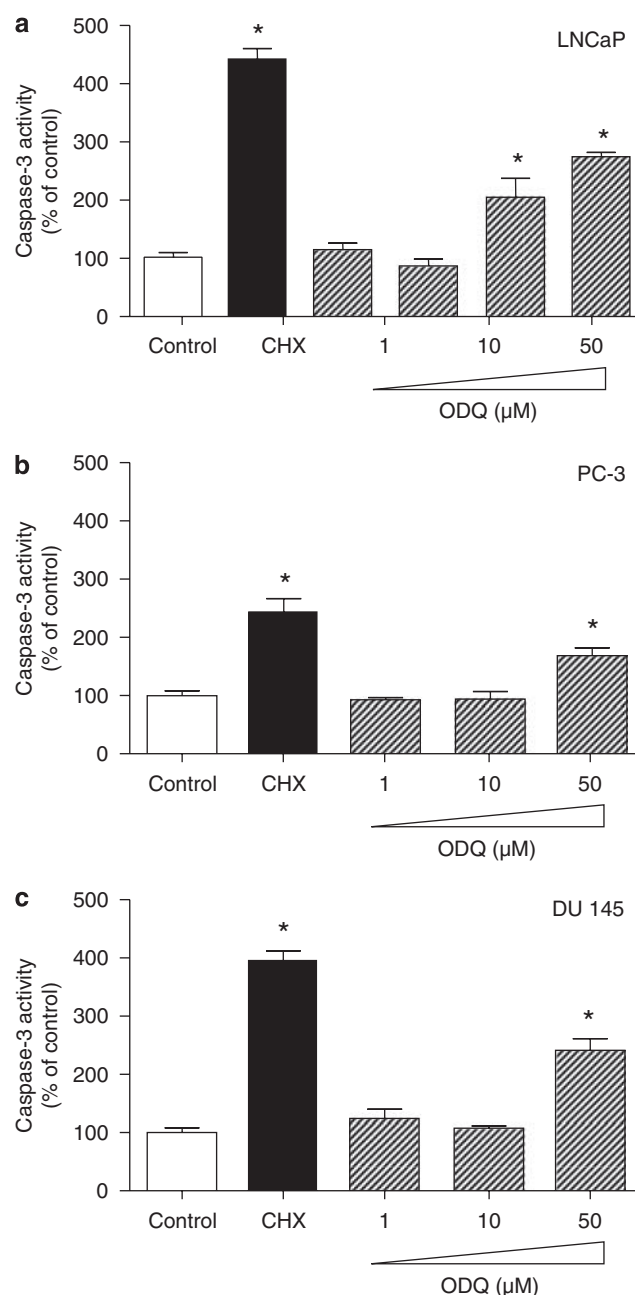 a
LNCaP
Caspase-3 activity
(% of control)
500
400
300
200
100
0
*
*
*
Control CHX 1 10 50
ODQ (µM)
b
PC-3
Caspase-3 activity
(% of control)
500
400
300
200
100
0
*
*
Control CHX 1 10 50
ODQ (µM)
c
DU 145
Caspase-3 activity
(% of control)
500
400
300
200
100
0
*
*
Control CHX 1 10 50
ODQ (µM)